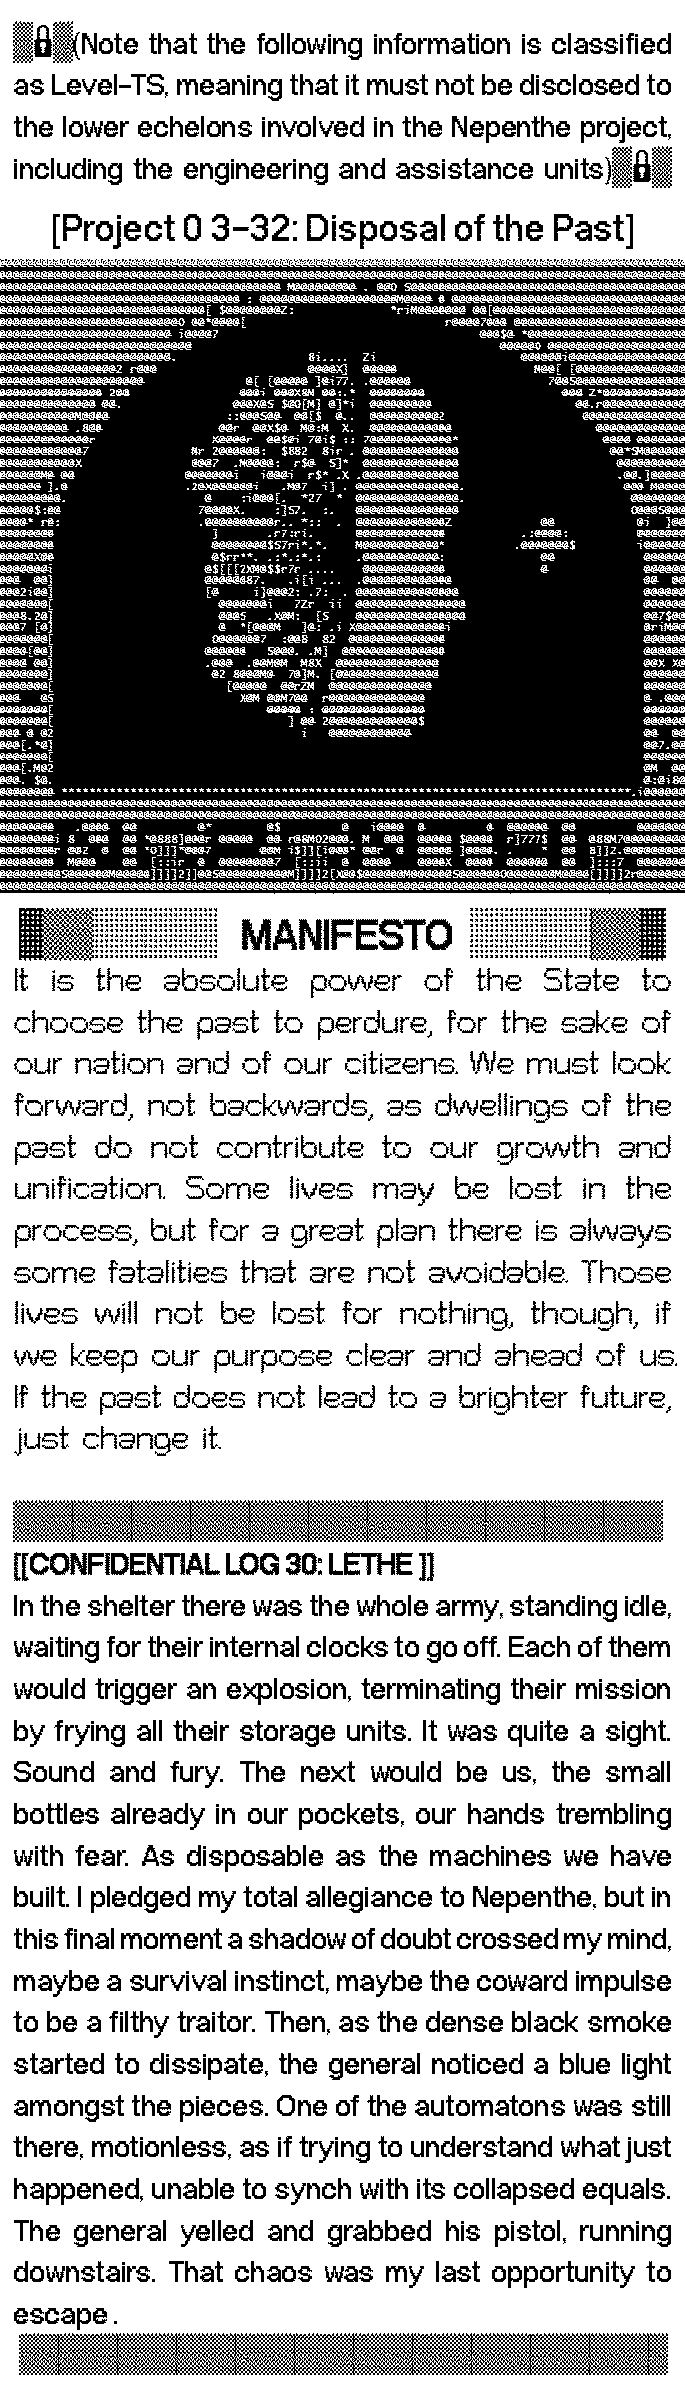 (Note that the following information is classified
as Level-TS, meaning that it must not be disclosed to
the lower echelons involved in the Nepenthe project,
including the engineering and assistance units)
[Project 0 3-32: Disposal of the Past]
MANIFESTO
It is the absolute power of the State to
choose the past to perdure, for the sake of
our nation and of our citizens. We must look
forward, not backwards, as dwellings of the
past do not contribute to our growth and
unification. Some lives may be lost in the
process, but for a great plan there is always
some fatalities that are not avoidable. Those
lives will not be lost for nothing, though, if
we keep our purpose clear and ahead of us.
If the past does not lead to a brighter future,
just change it.
[[CONFIDENTIAL LOG 30: LETHE ]]
In the shelter there was the whole army, standing idle,
waiting for their internal clocks to go off. Each of them
would trigger an explosion, terminating their mission
by frying all their storage units. It was quite a sight.
Sound and fury. The next would be us, the small
bottles already in our pockets, our hands trembling
with fear. As disposable as the machines we have
built. I pledged my total allegiance to Nepenthe, but in
this final moment a shadow of doubt crossed my mind,
maybe a survival instinct, maybe the coward impulse
to be a filthy traitor. Then, as the dense black smoke
started to dissipate, the general noticed a blue light
amongst the pieces. One of the automatons was still
there, motionless, as if trying to understand what just
happened, unable to synch with its collapsed equals.
The general yelled and grabbed his pistol, running
downstairs. That chaos was my last opportunity to
escape .